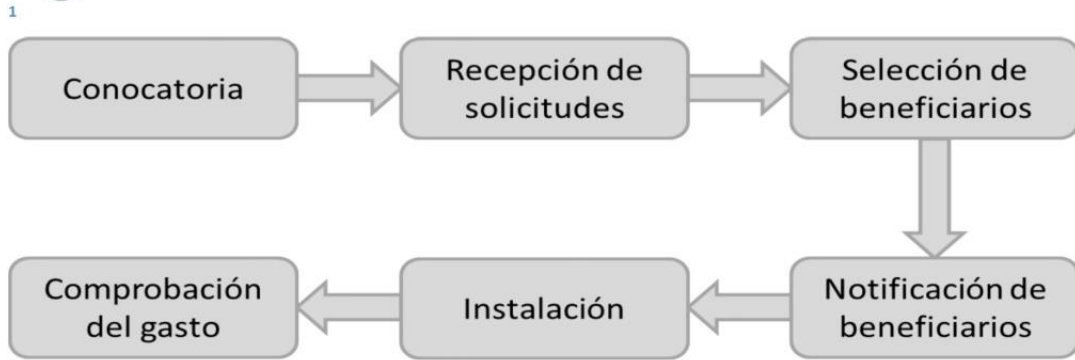 1
Conocatoria
Recepción de
solicitudes
Selección de
beneficiarios
Notificación de
beneficiarios
Instalación
Comprobación
del gasto